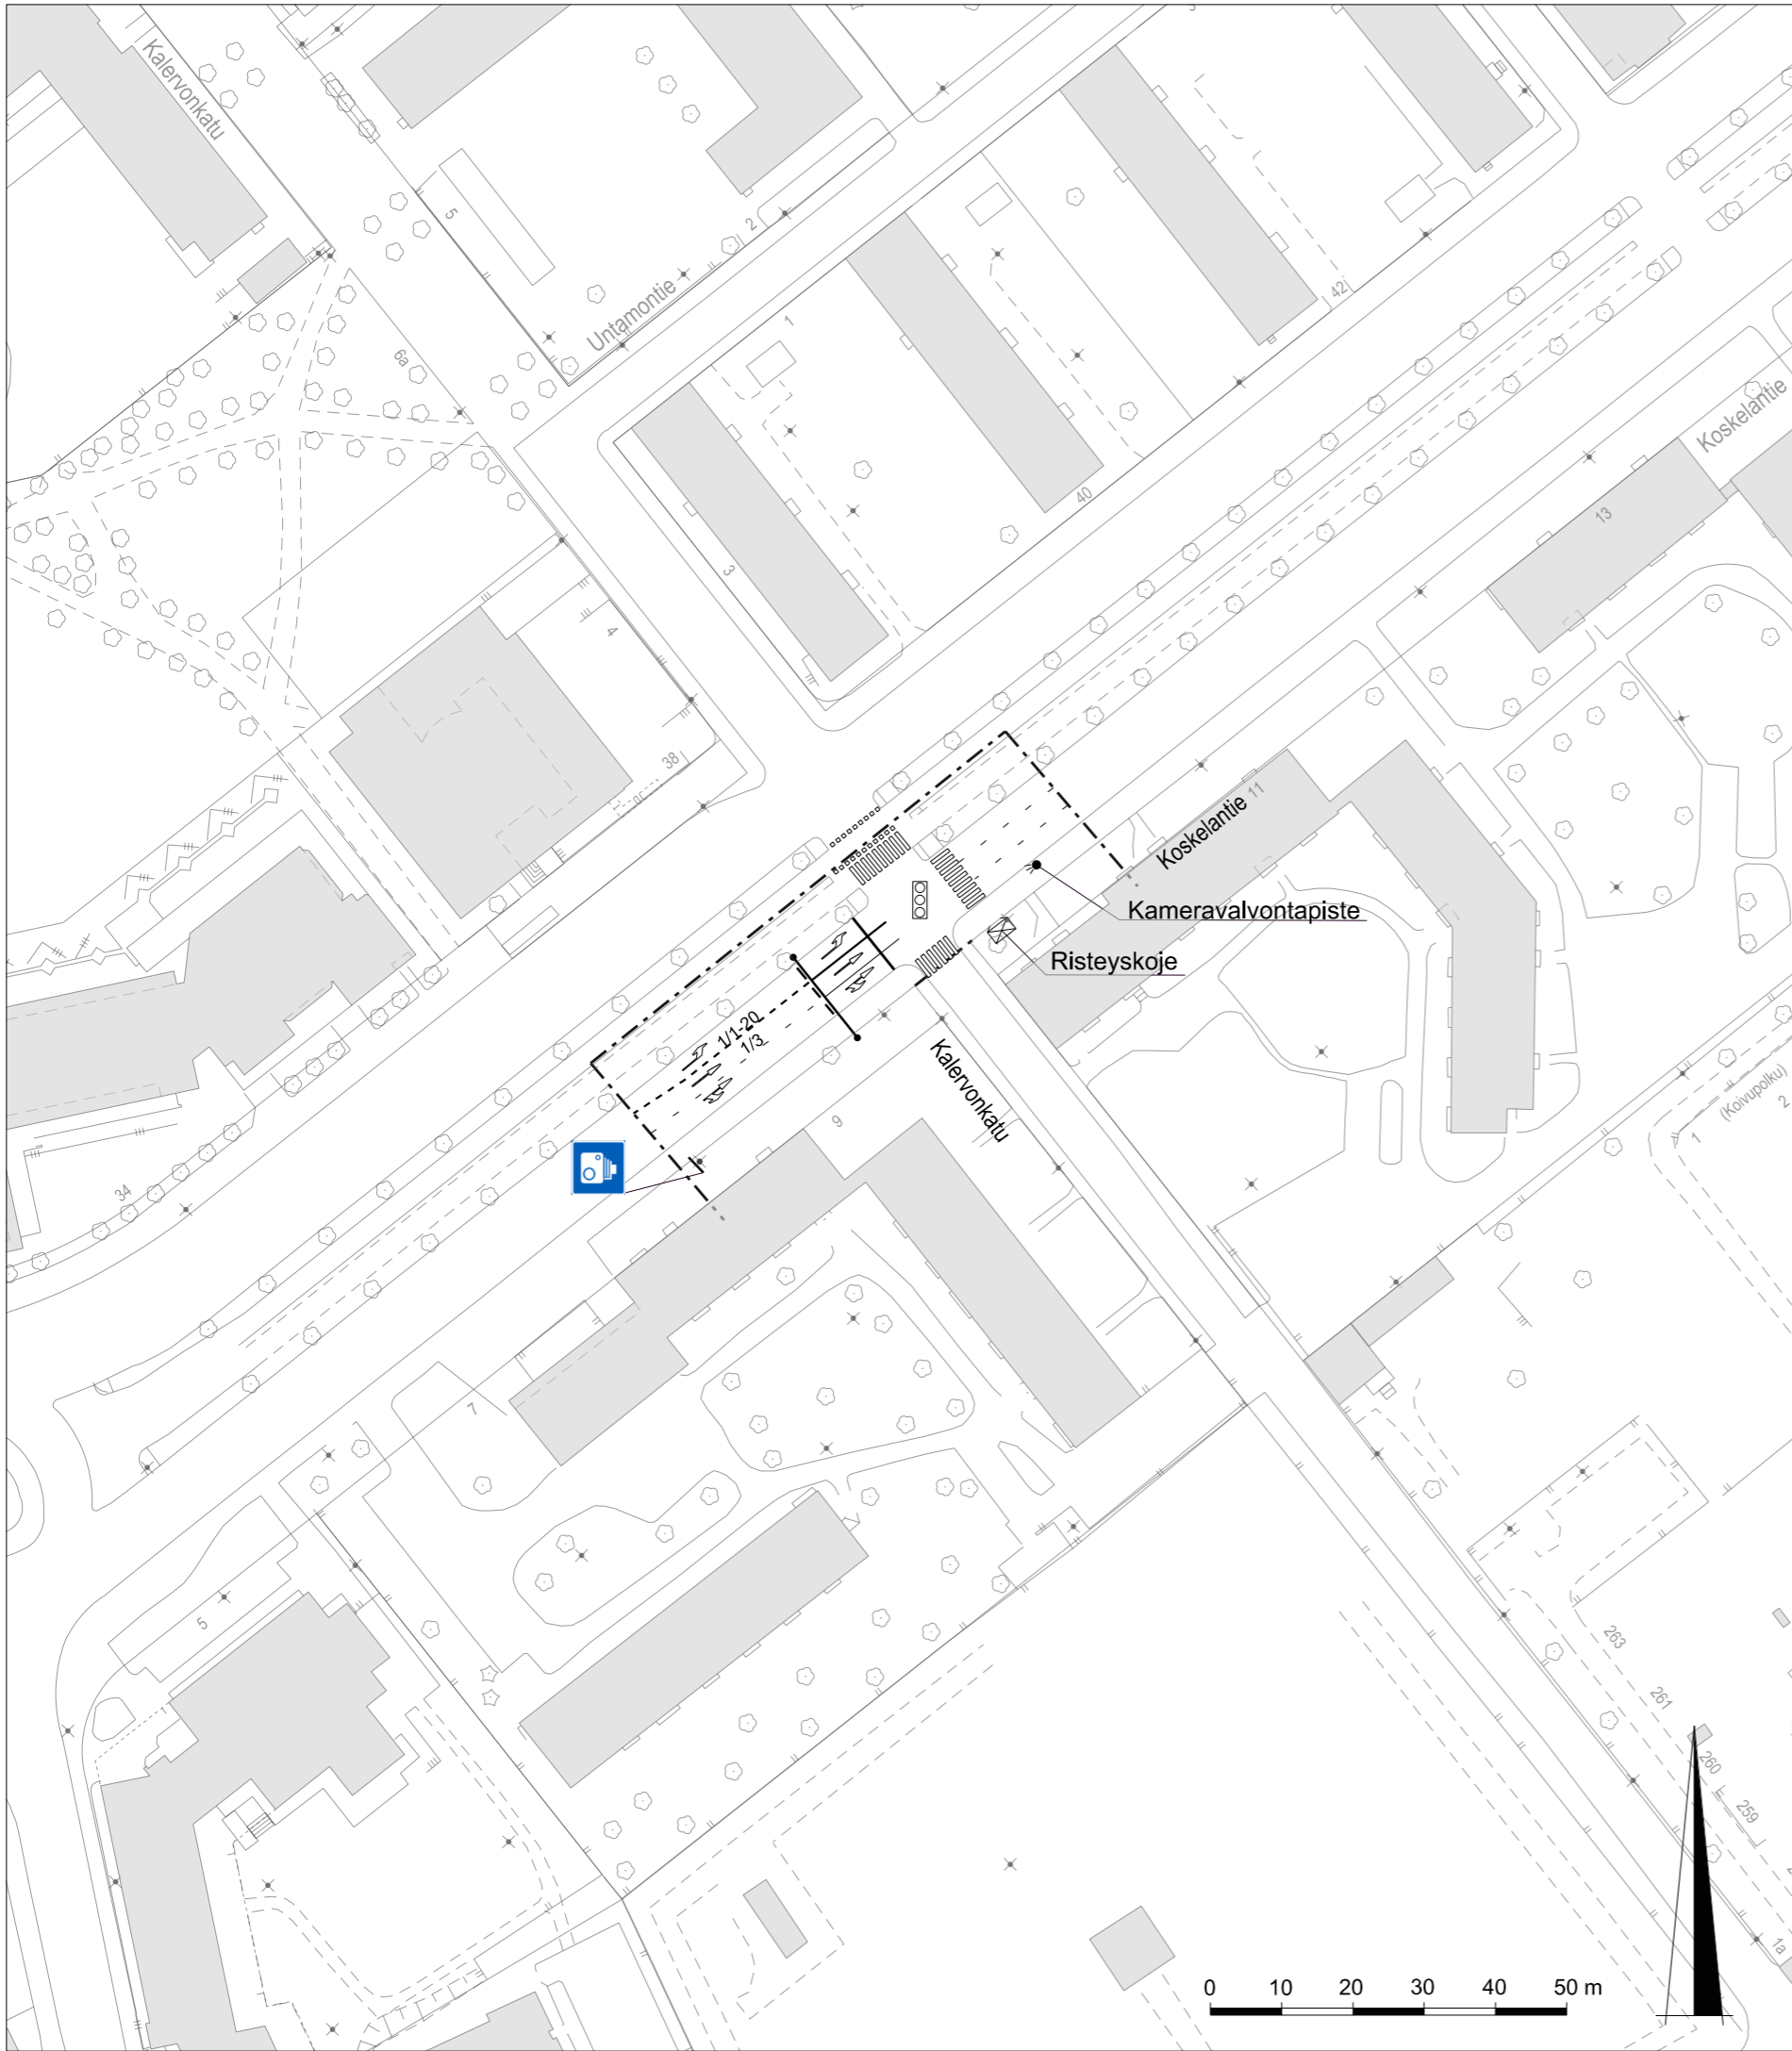 Kalervonkatu
5
2
Untamontie
1
42
6a
Koskelantie
40
13
3
4
38
11
Koskelantie
Kameravalvontapiste
Risteyskoje
1/1-20
1/3
Kalervonkatu
(Koivupolku)
2
1
9
34
7
5
263
261
260
259
1a
0 10 20 30 40 50 m